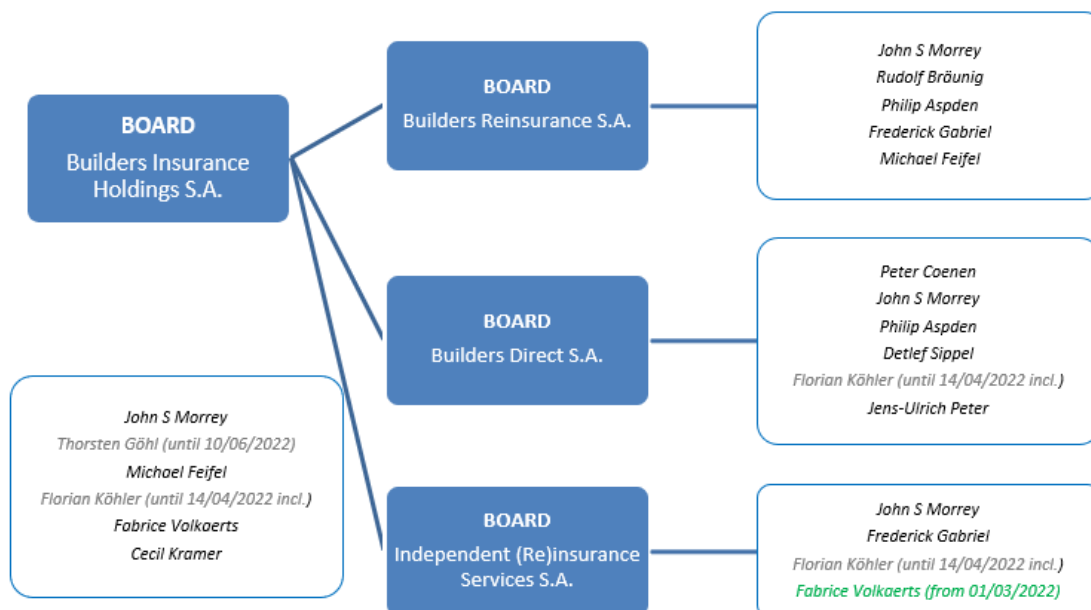 BOARD
Builders Insurance
Holdings S.A.
BOARD
Builders Reinsurance S.A.
John S Morrey
Rudolf Bräunig
Philip Aspden
Frederick Gabriel
Michael Feifel
BOARD
Builders Direct S.A.
Peter Coenen
John S Morrey
Philip Aspden
Detlef Sippel
Florian Köhler (until 14/04/2022 incl.)
Jens-Ulrich Peter
John S Morrey
Thorsten Göhl (until 10/06/2022)
Michael Feifel
Florian Köhler (until 14/04/2022 incl.)
Fabrice Volkaerts
Cecil Kramer
BOARD
Independent (Re)insurance
Services S.A.
John S Morrey
Frederick Gabriel
Florian Köhler (until 14/04/2022 incl.)
Fabrice Volkaerts (from 01/03/2022)